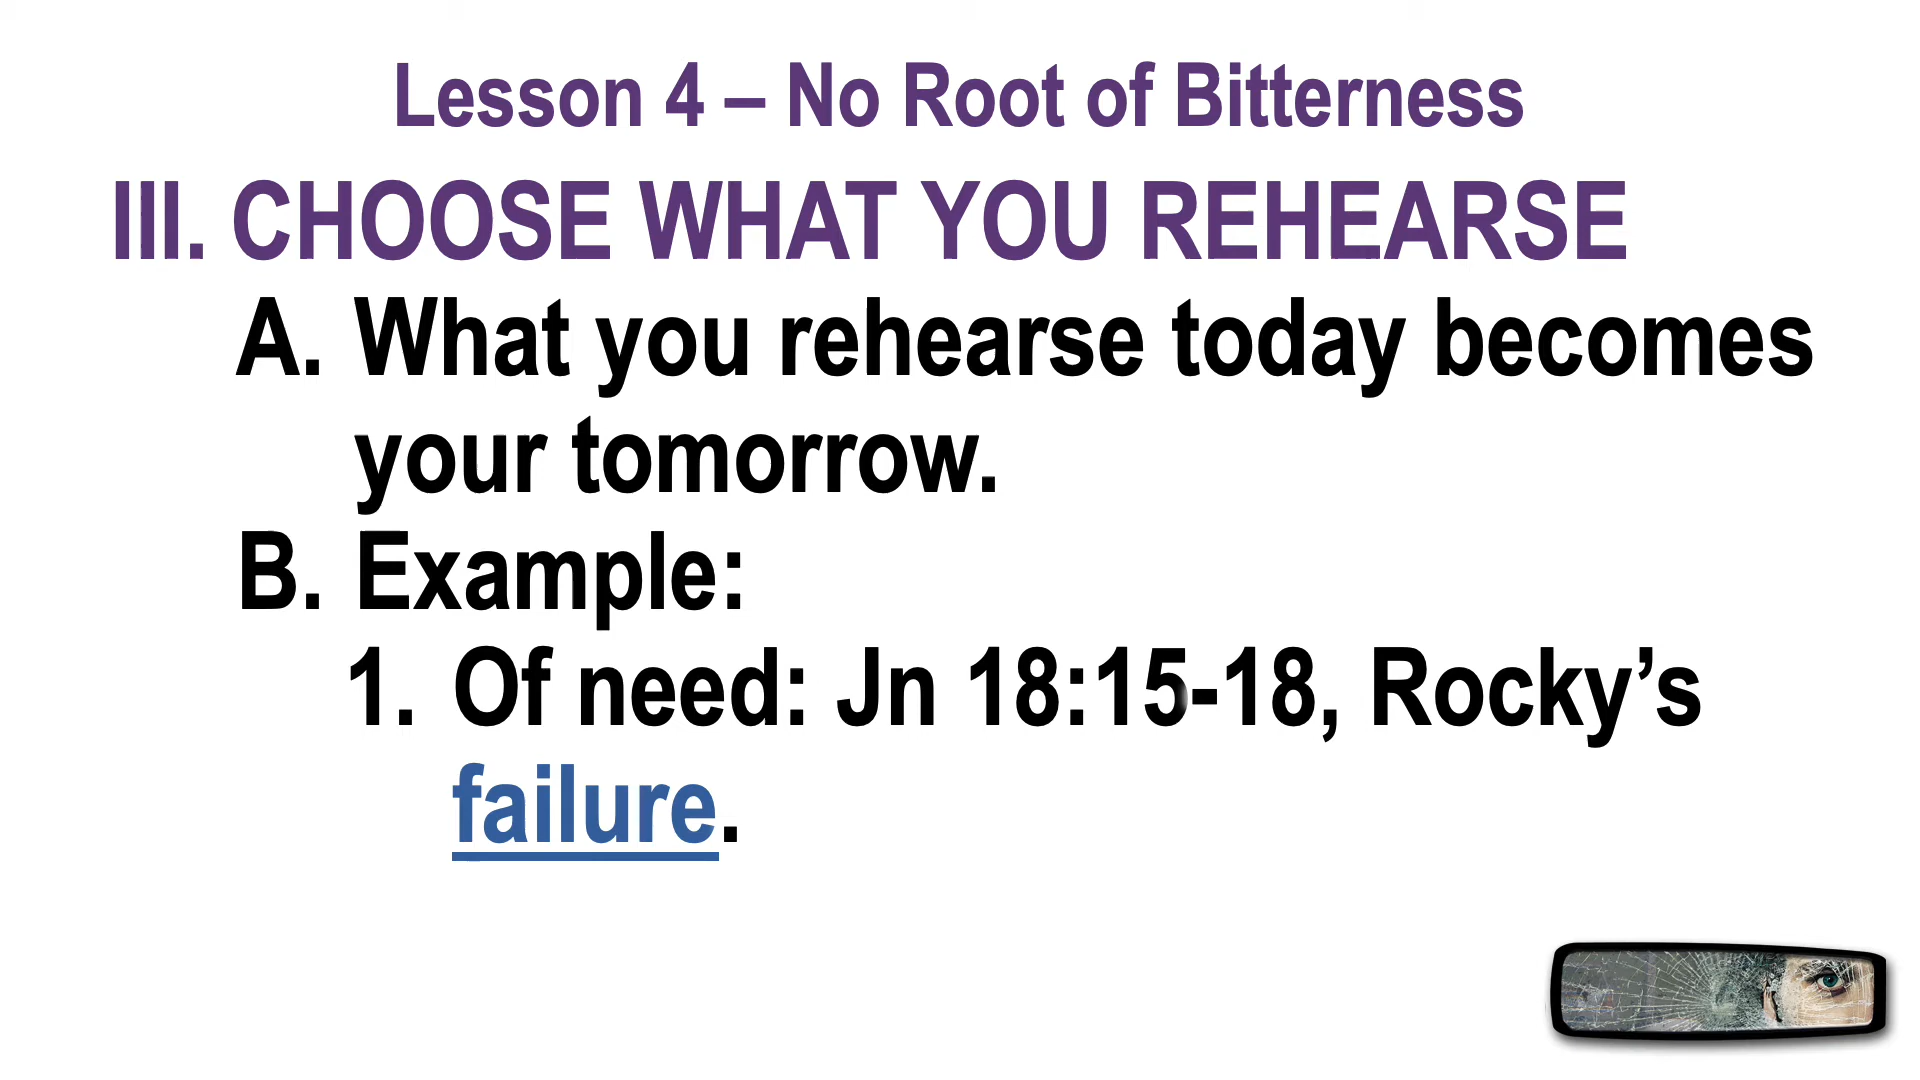 Lesson 4 – No Root of Bitterness
III. CHOOSE WHAT YOU REHEARSE
A. What you rehearse today becomes
your tomorrow.
B. Example:
1. Of need: Jn 18:15-18, Rocky’s
failure.